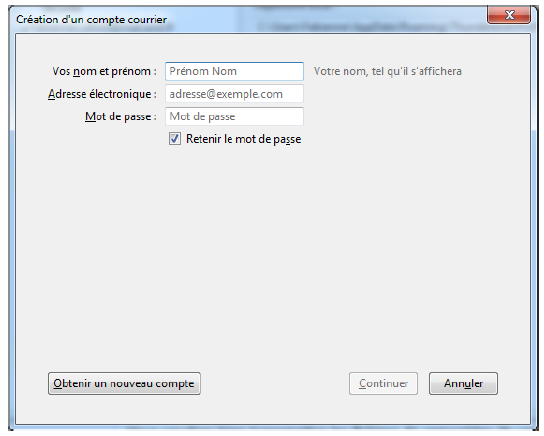 Création d'un compte courrier
Vos nom et prénom : Prénom Nom Votre nom, tel qu'il s'affichera
Adresse électronique : adresse@exemple.com
Mot de passe : Mot de passe
Retenir le mot de passe
Obtenir un nouveau compte Continuer Annuler